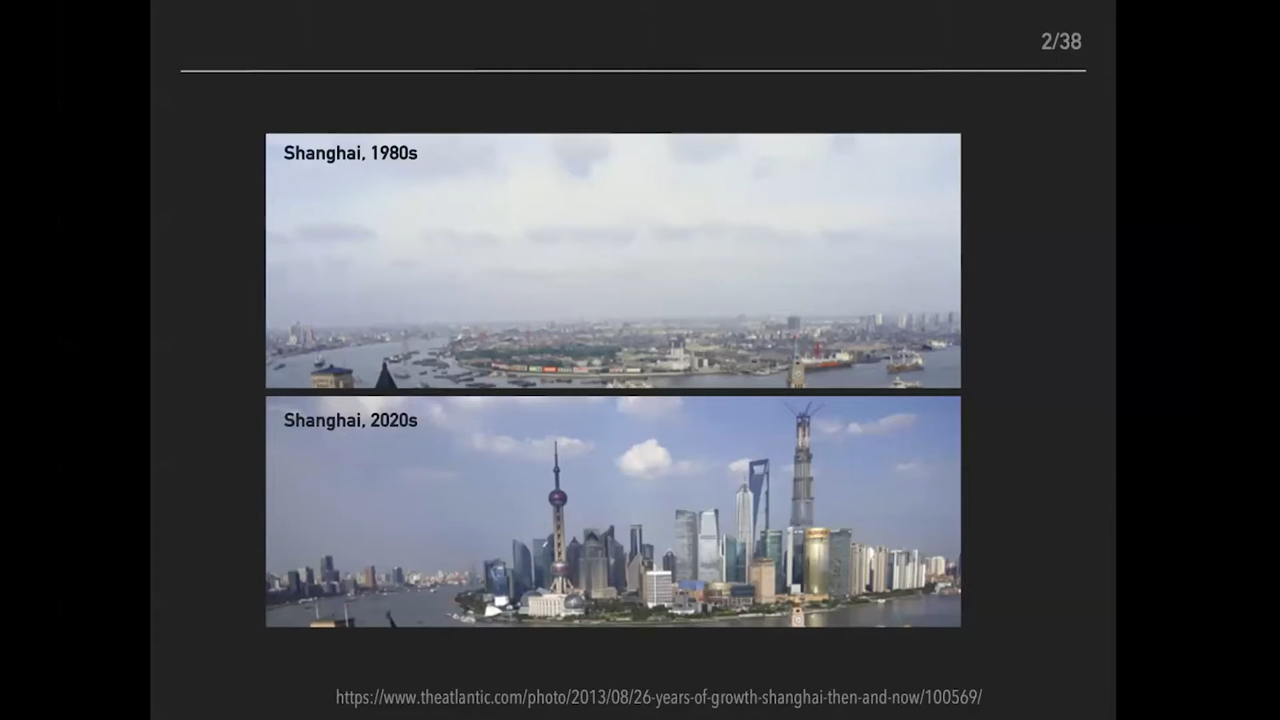 2/38
Shanghai, 1980s
Shanghai, 2020s
https://www.theatlantic.com/photo/2013/08/26-years-of-growth-shanghai-then-and-now/100569/